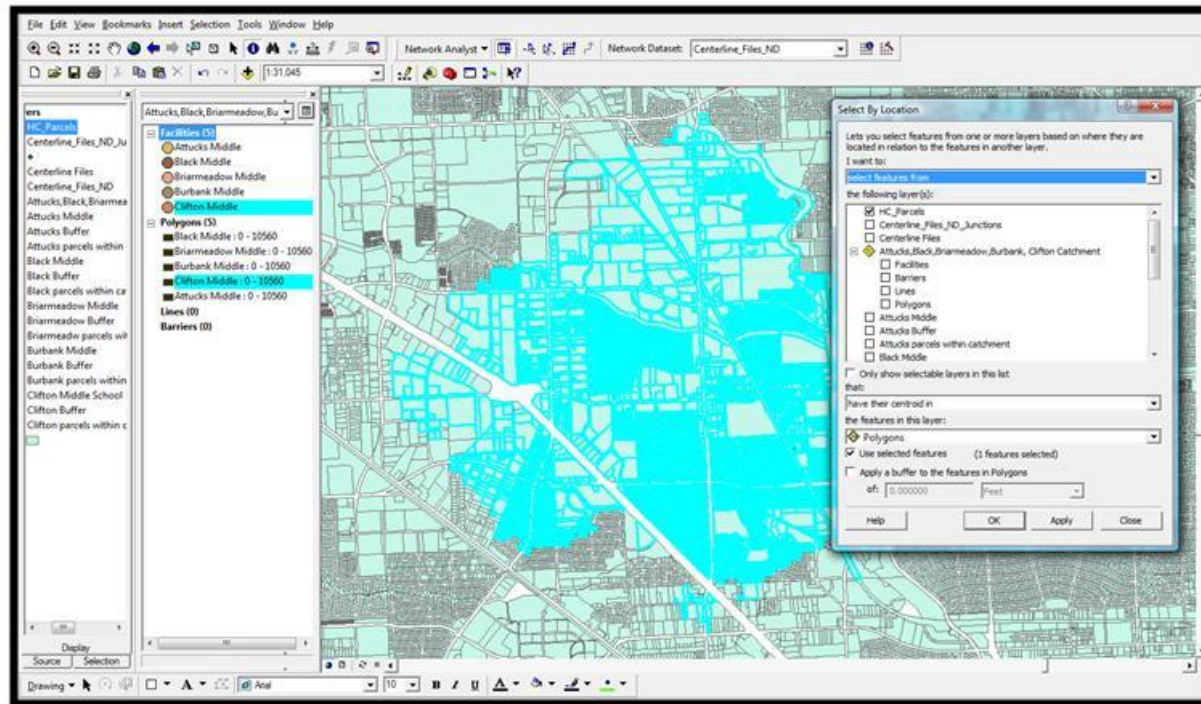 File Edit View Bookmarks Insert Selection Tools Window Help
Network Analyst Network Dataset: Centerline_Files_ND
1:31,045
ers
HC_Parcels
Centerline_Files_ND_Ju
Centerline Files
Centerline_Files_ND
Attucks,Black,Briarmea
Attucks Middle
Attucks Buffer
Attucks parcels within
Black Middle
Black Buffer
Black parcels within car
Briarmeadow Middle
Briarmeadow Buffer
Briarmeadw parcels wit
Burbank Middle
Burbank Buffer
Burbank parcels within
Clifton Middle School
Clifton Buffer
Clifton parcels within c
Display
Source Selection
Attucks,Black,Briarmeadow,Bu
Facilities (5)
Attucks Middle
Black Middle
Briarmeadow Middle
Burbank Middle
Clifton Middle
Polygons (5)
Black Middle : 0 - 10560
Briarmeadow Middle : 0 - 10560
Burbank Middle : 0 - 10560
Clifton Middle : 0 - 10560
Attucks Middle : 0 - 10560
Lines (0)
Barriers (0)
Select By Location
Lets you select features from one or more layers based on where they are
located in relation to the features in another layer.
I want to:
select features from
the following layer(s):
HC_Parcels
Centerline_Files_ND_Junctions
Centerline Files
Attucks,Black,Briarmeadow,Burbank, Clifton Catchment
Facilities
Barriers
Lines
Polygons
Attucks Middle
Attucks Buffer
Attucks parcels within catchment
Black Middle
Only show selectable layers in this list
that:
have their centroid in
the features in this layer:
Polygons
Use selected features (1 features selected)
Apply a buffer to the features in Polygons
of: 0.000000 Feet
Help OK Apply Close
Drawing A Arial 10 B I U A